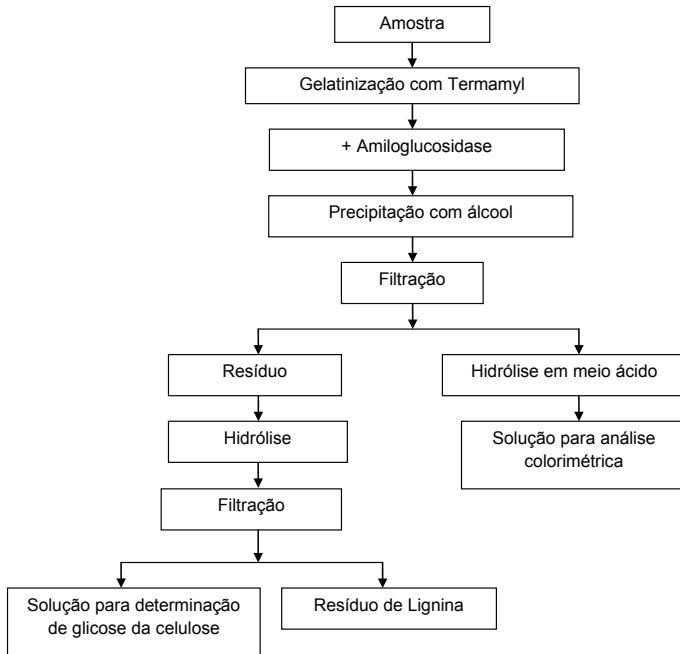 Amostra
Gelatinização com Termamyl
+ Amiloglucosidase
Precipitação com álcool
Filtração
Resíduo
Hidrólise em meio ácido
Hidrólise
Solução para análise
colorimétrica
Filtração
Solução para determinação
de glicose da celulose
Resíduo de Lignina